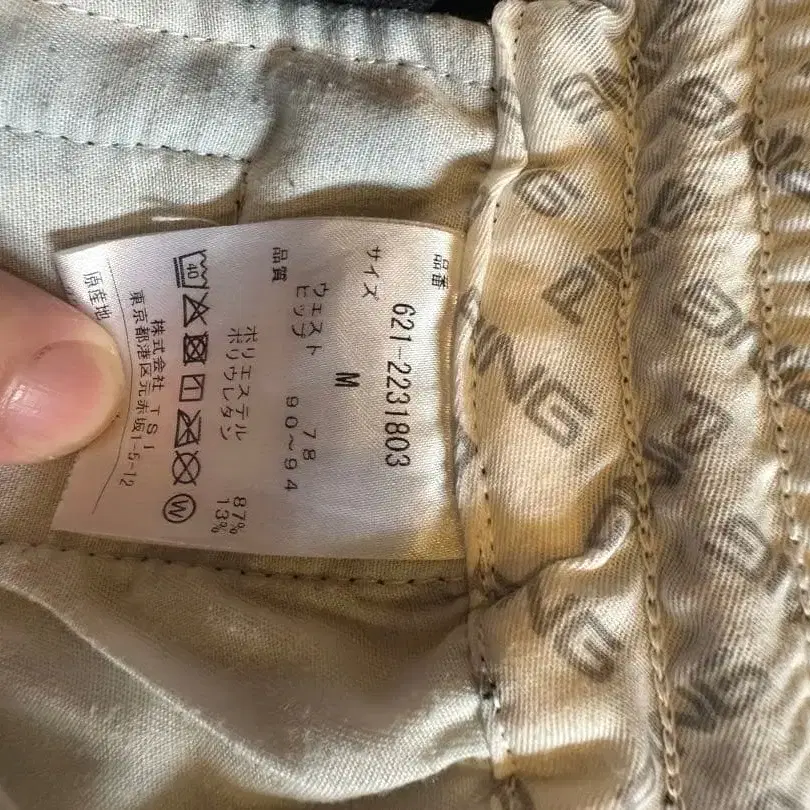 品番
621-2231803
サイズ
M
ウエスト 78
ヒップ 90~94
品質
ポリエステル 87%
ポリウレタン 13%
40
W
株式会社 TSI
東京都港区元赤坂1-5-12
原産地
PING